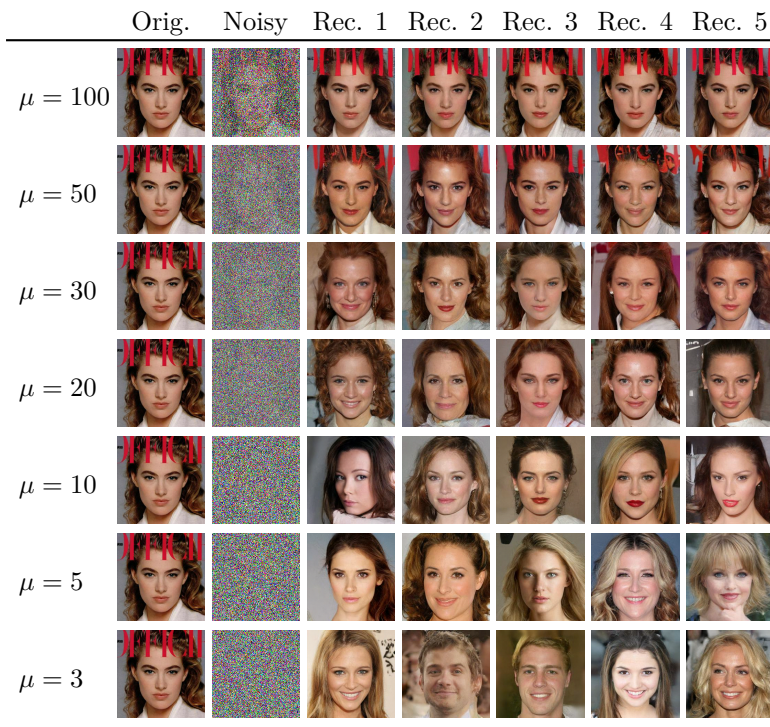 Orig. Noisy Rec. 1 Rec. 2 Rec. 3 Rec. 4 Rec. 5
μ = 100
μ = 50
μ = 30
μ = 20
μ = 10
μ = 5
μ = 3